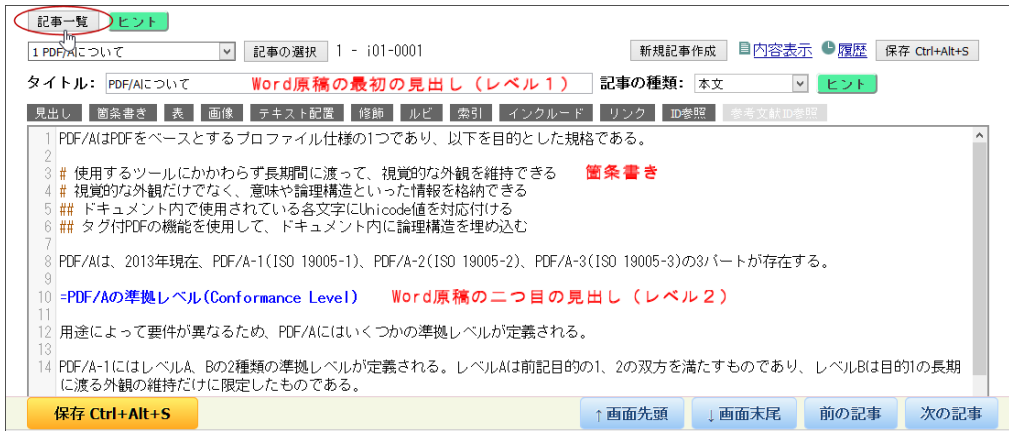 記事一覧 ヒント
1 PDF/Aについて 記事の選択 1 - i01-0001 新規記事作成 内容表示 履歴 保存 Ctrl+Alt+S
タイトル: PDF/Aについて Word原稿の最初の見出し（レベル１） 記事の種類: 本文 ヒント
見出し 箇条書き 表 画像 テキスト配置 修飾 ルビ 索引 インクルード リンク ID参照 参考文献ID参照
1 PDF/AはPDFをベースとするプロファイル仕様の1つであり、以下を目的とした規格である。
2
3 # 使用するツールにかかわらず長期間に渡って、視覚的な外観を維持できる 箇条書き
4 # 視覚的な外観だけでなく、意味や論理構造といった情報を格納できる
5 ## ドキュメント内で使用されている各文字にUnicode値を対応付ける
6 ## タグ付PDFの機能を使用して、ドキュメント内に論理構造を埋め込む
7
8 PDF/Aは、2013年現在、PDF/A-1(ISO 19005-1)、PDF/A-2(ISO 19005-2)、PDF/A-3(ISO 19005-3)の3パートが存在する。
9
10 =PDF/Aの準拠レベル(Conformance Level) Word原稿の二つ目の見出し（レベル２）
11
12 用途によって要件が異なるため、PDF/Aにはいくつかの準拠レベルが定義される。
13
14 PDF/A-1にはレベルA、Bの2種類の準拠レベルが定義される。レベルAは前記目的の1、2の双方を満たすものであり、レベルBは目的1の長期
に渡る外観の維持だけに限定したものである。
保存 Ctrl+Alt+S ↑画面先頭 ↓画面末尾 前の記事 次の記事